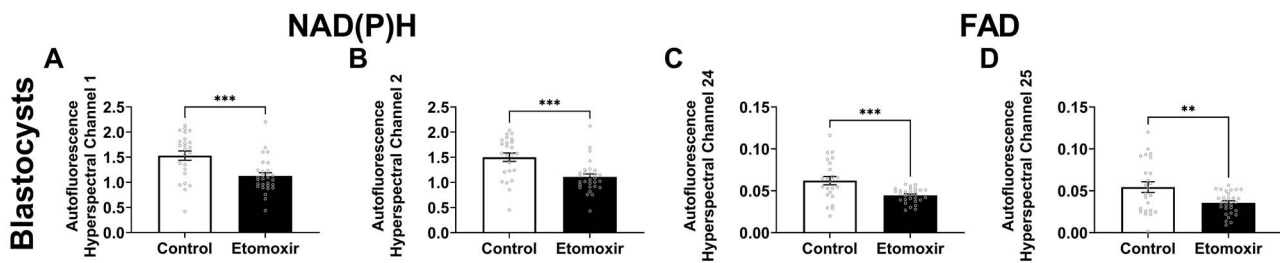 NAD(P)H
FAD
Blastocysts
A
Autofluorescence
Hyperspectral Channel 1
2.5
2.0
1.5
1.0
0.5
0.0
***
Control Etomoxir
B
Autofluorescence
Hyperspectral Channel 2
2.5
2.0
1.5
1.0
0.5
0.0
***
Control Etomoxir
C
Autofluorescence
Hyperspectral Channel 24
0.15
0.10
0.05
0.00
***
Control Etomoxir
D
Autofluorescence
Hyperspectral Channel 25
0.15
0.10
0.05
0.00
**
Control Etomoxir